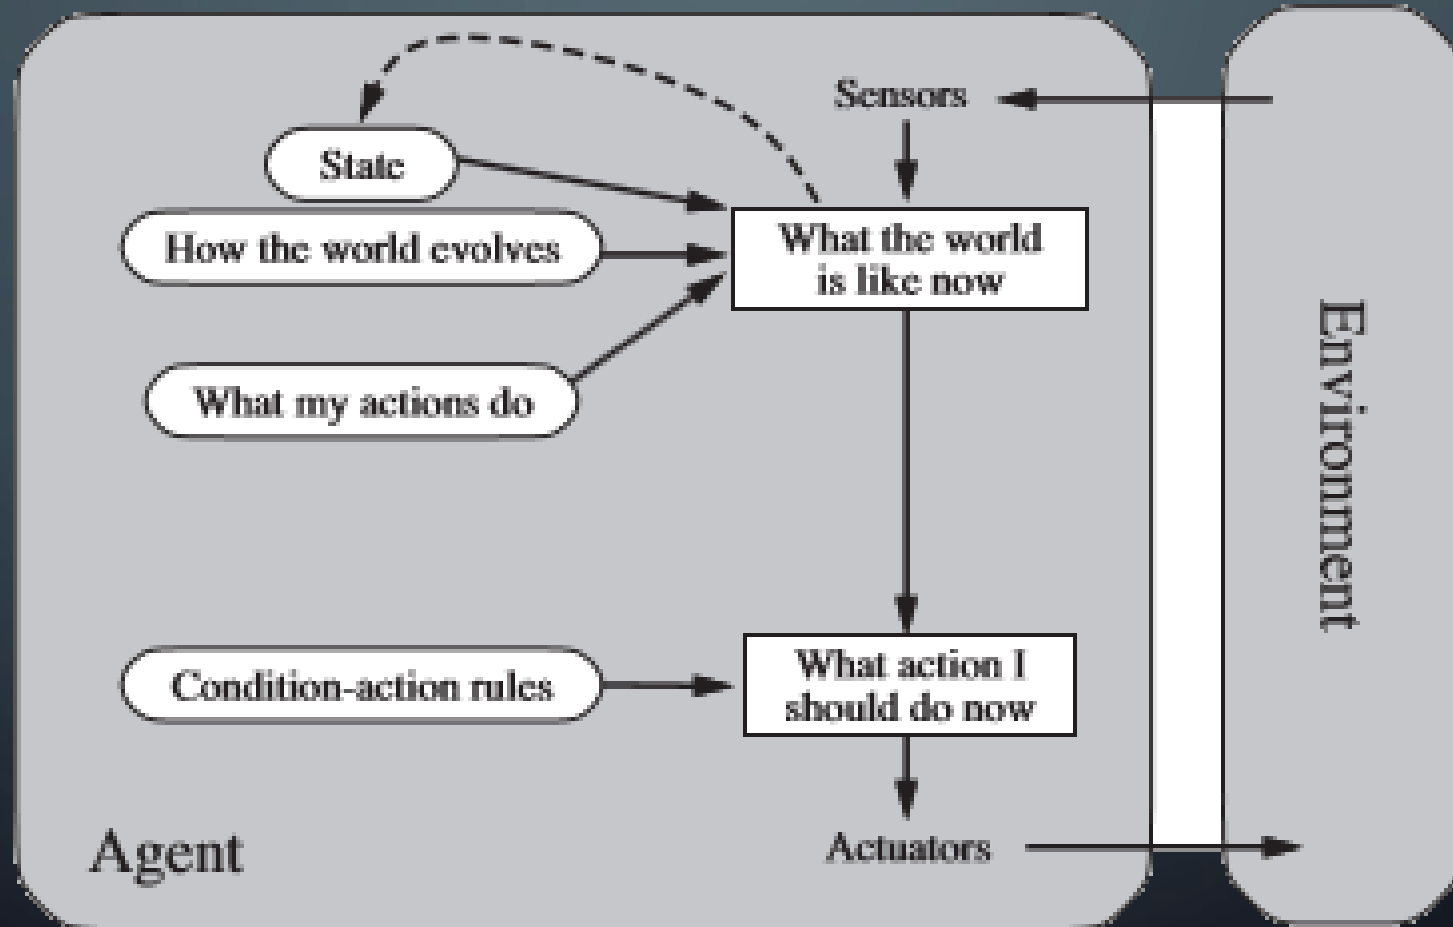 Sensors
State
How the world evolves
What the world
is like now
What my actions do
Environment
Condition-action rules
What action I
should do now
Agent
Actuators